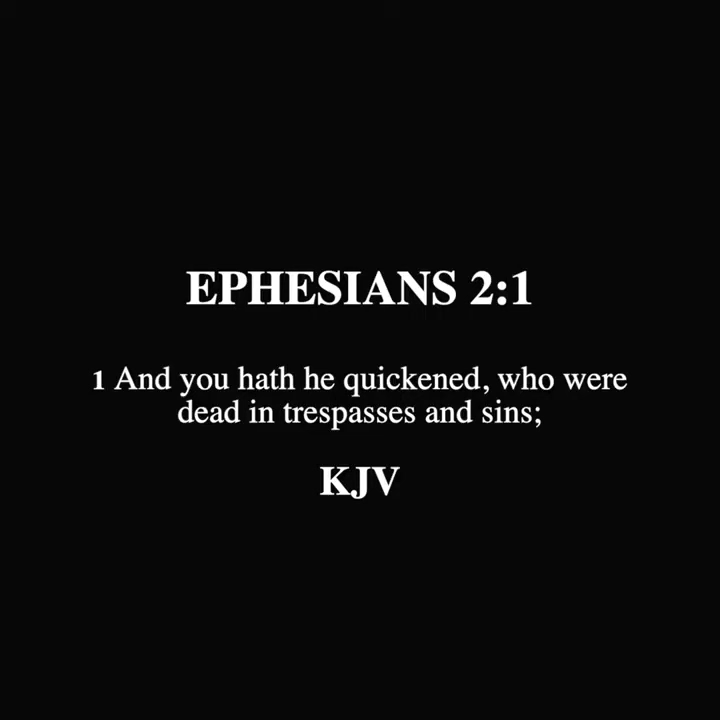 EPHESIANS 2:1
1 And you hath he quickened, who were
dead in trespasses and sins;
KJV